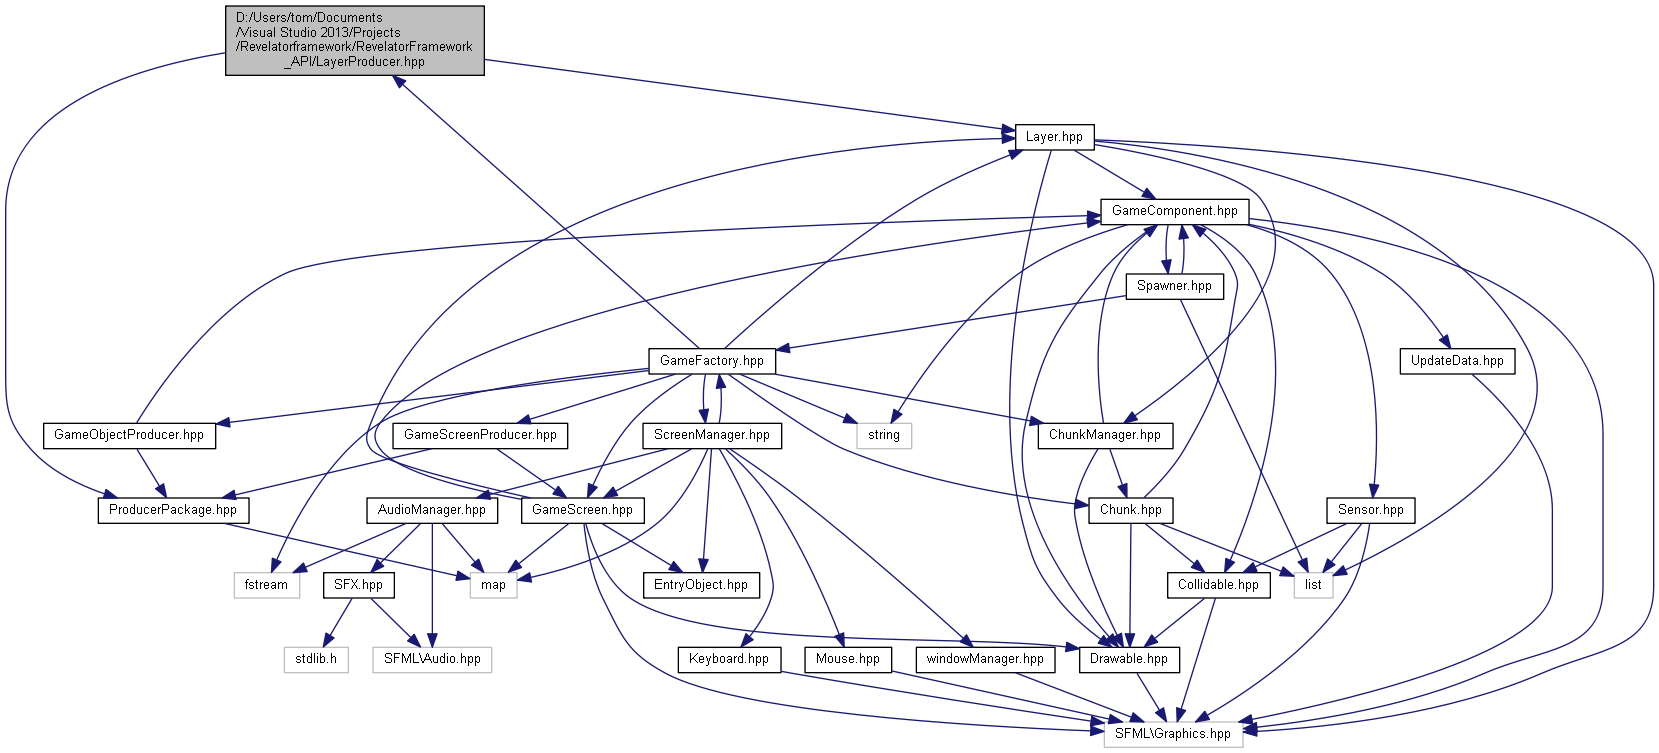 D:/Users/tom/Documents
/Visual Studio 2013/Projects
/Revelatorframework/RevelatorFramework
_API/LayerProducer.hpp
Layer.hpp
GameComponent.hpp
Spawner.hpp
GameFactory.hpp
UpdateData.hpp
GameObjectProducer.hpp
GameScreenProducer.hpp
ScreenManager.hpp
string
ChunkManager.hpp
ProducerPackage.hpp
AudioManager.hpp
GameScreen.hpp
Chunk.hpp
Sensor.hpp
fstream
SFX.hpp
map
EntryObject.hpp
Collidable.hpp
list
stdlib.h
SFML\Audio.hpp
Keyboard.hpp
Mouse.hpp
windowManager.hpp
Drawable.hpp
SFML\Graphics.hpp